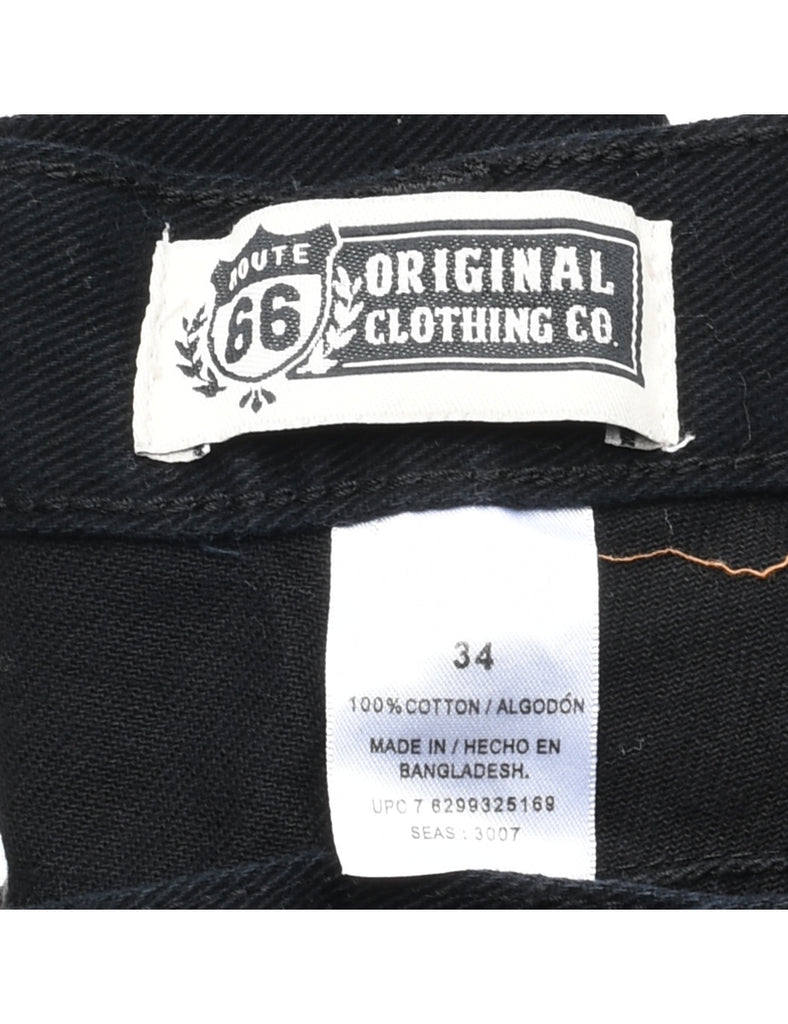 ROUTE
66
ORIGINAL
CLOTHING CO.
34
100% COTTON / ALGODÓN
MADE IN / HECHO EN
BANGLADESH.
UPC 7 6299325169
SEAS : 3007